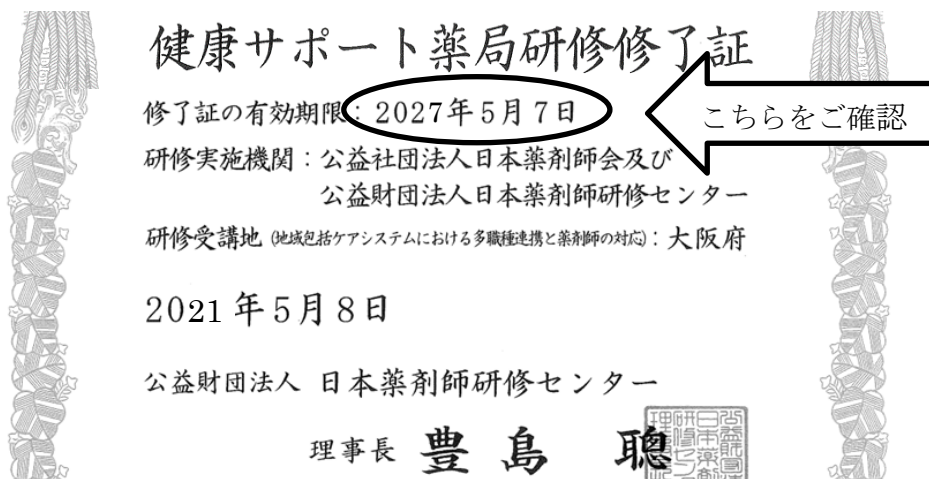 健康サポート薬局研修修了証
修了証の有効期限：2027年5月7日
こちらをご確認
研修実施機関：公益社団法人日本薬剤師会及び
公益財団法人日本薬剤師研修センター
研修受講地（地域包括ケアシステムにおける多職種連携と薬剤師の対応）：大阪府
2021年5月8日
公益財団法人 日本薬剤師研修センター
理事長 豊島 聰